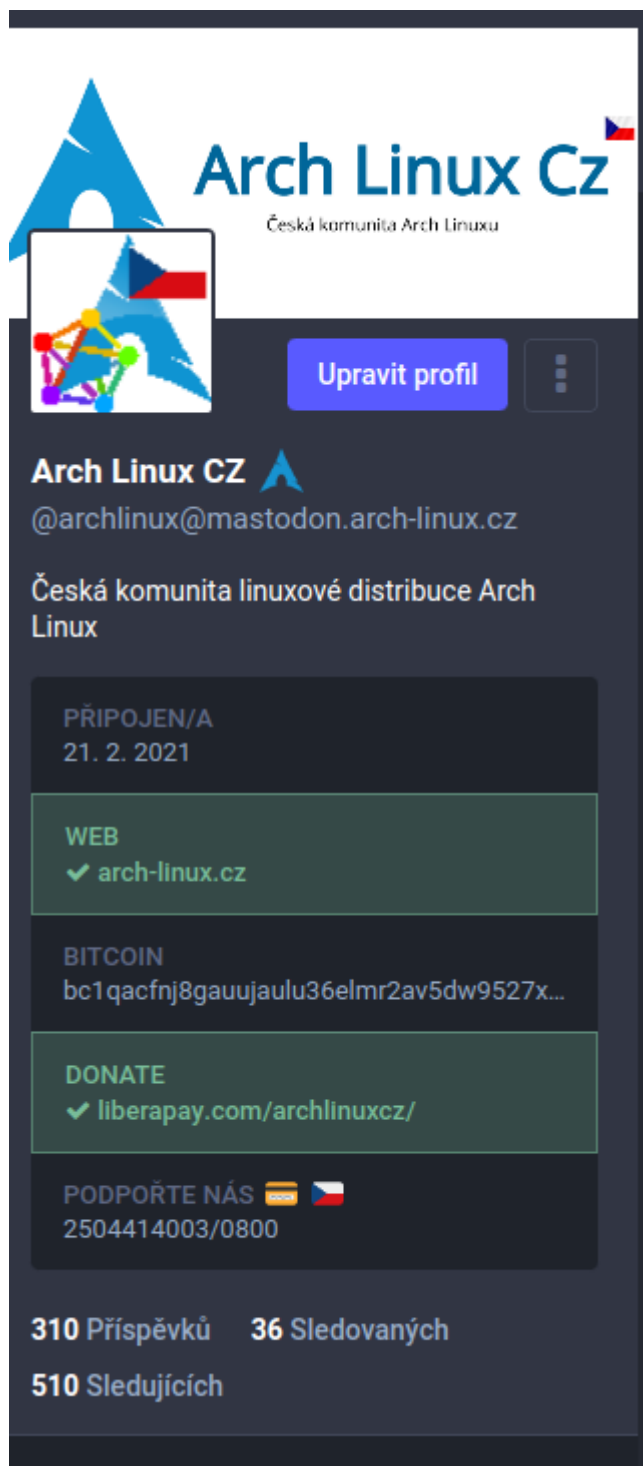 Arch Linux Cz
Česká komunita Arch Linuxu
Upravit profil
Arch Linux CZ
@archlinux@mastodon.arch-linux.cz
Česká komunita linuxové distribuce Arch
Linux
PŘIPOJEN/A
21. 2. 2021
WEB
✔ arch-linux.cz
BITCOIN
bc1qacfnj8gauujaulu36elmr2av5dw9527x…
DONATE
✔ liberapay.com/archlinuxcz/
PODPOŘTE NÁS 💳 🇨🇿
2504414003/0800
310 Příspěvků 36 Sledovaných
510 Sledujících